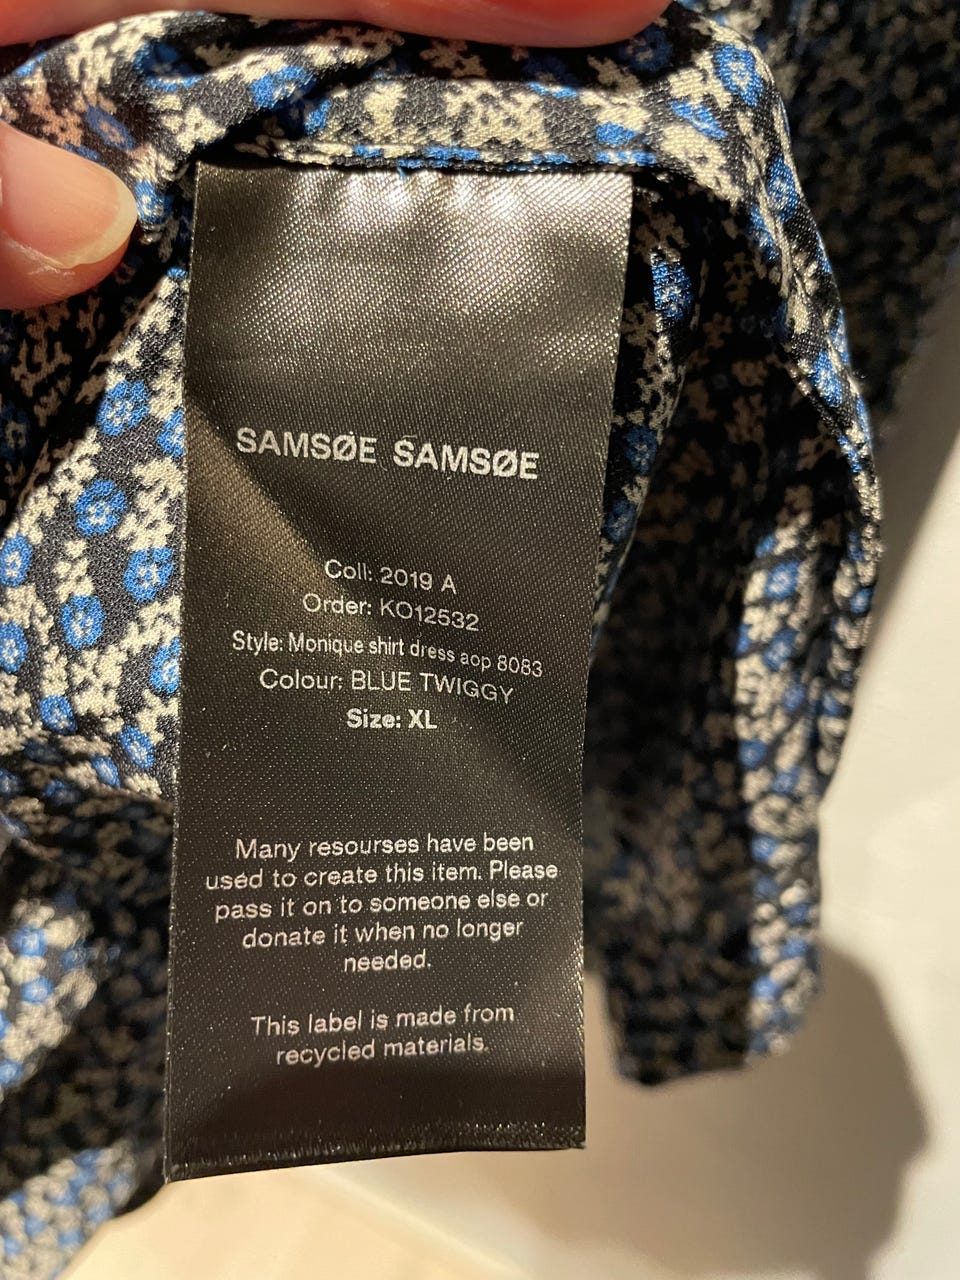 SAMSØE SAMSØE
Coll: 2019 A
Order: KO12532
Style: Monique shirt dress aop 8083
Colour: BLUE TWIGGY
Size: XL
Many resourses have been
used to create this item. Please
pass it on to someone else or
donate it when no longer
needed.
This label is made from
recycled materials.